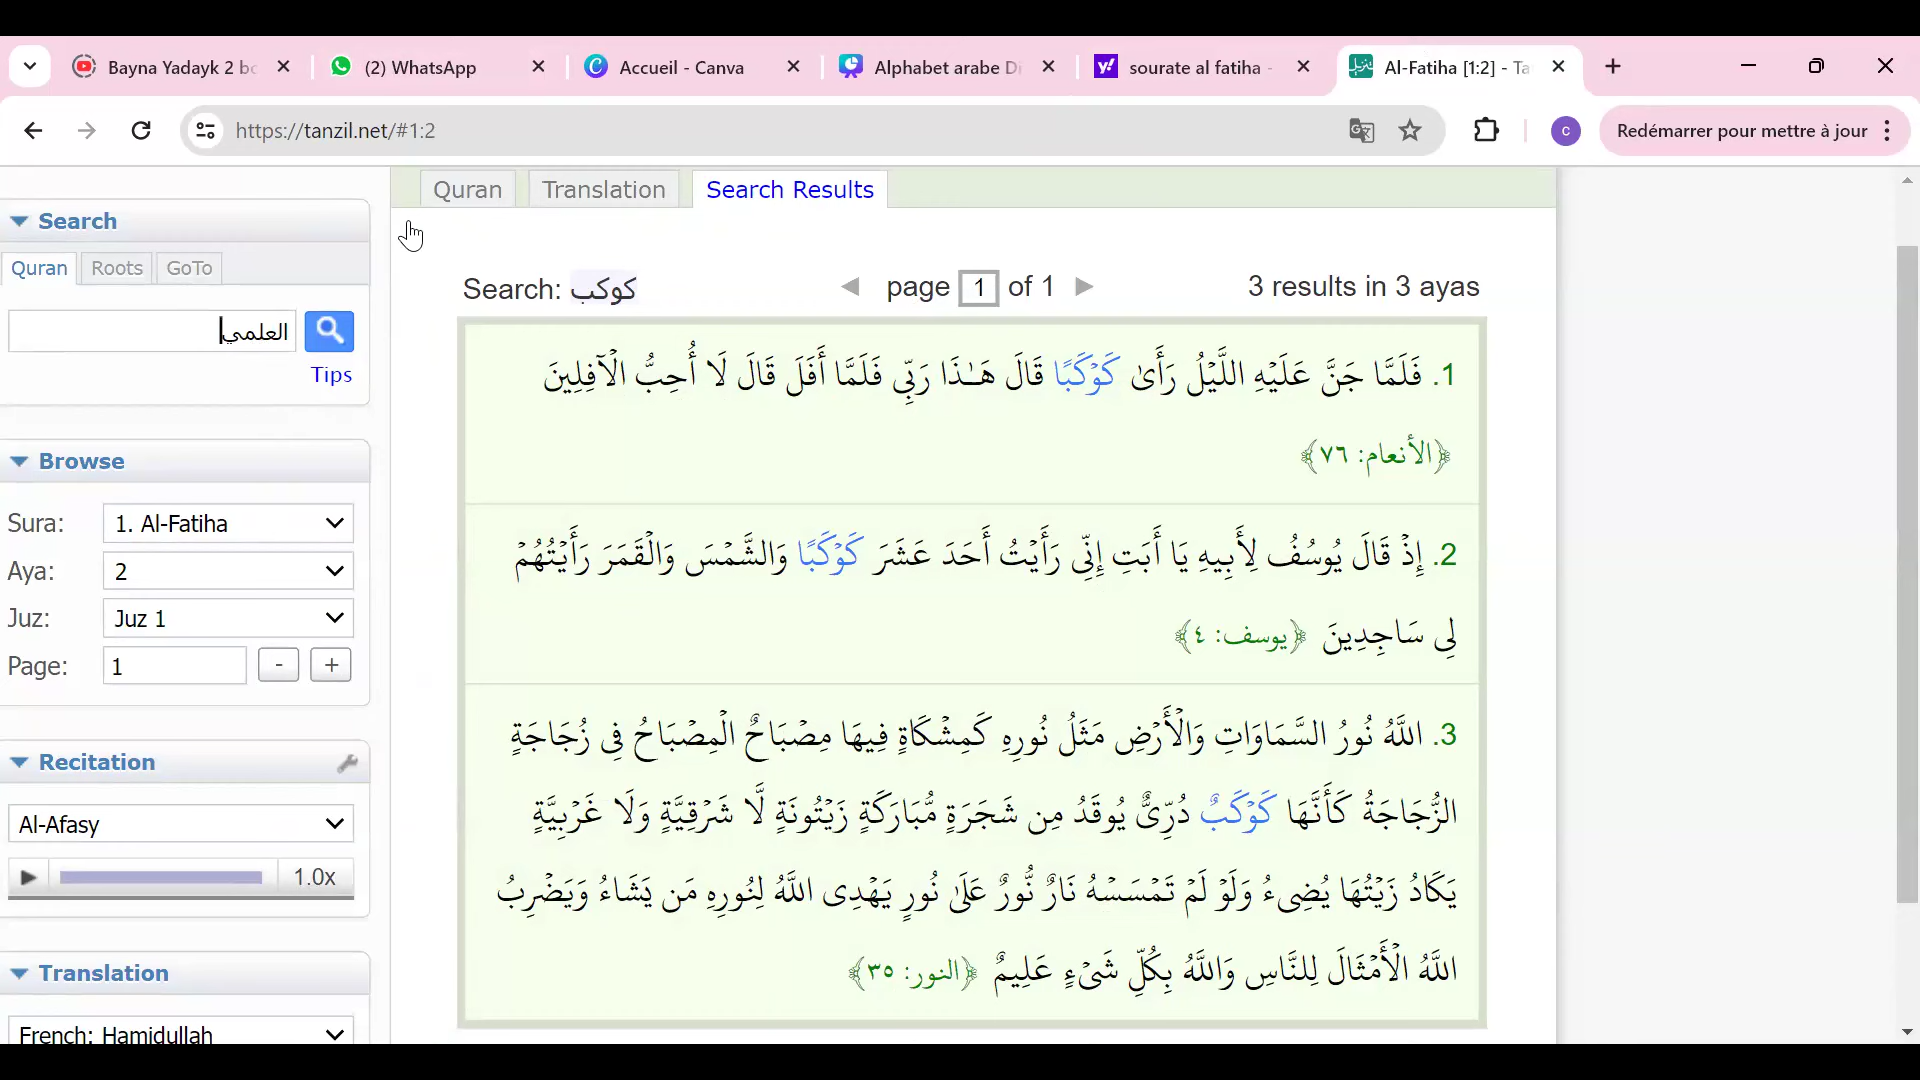 Bayna Yadayk 2 bo
(2) WhatsApp
Accueil - Canva
Alphabet arabe D
sourate al fatiha -
Al-Fatiha [1:2] - Ta
https://tanzil.net/#1:2
c
Redémarrer pour mettre à jour
Search
Quran Roots GoTo
العلمي
Tips
Browse
Sura: 1. Al-Fatiha
Aya: 2
Juz: Juz 1
Page: 1 - +
Recitation
Al-Afasy
1.0x
Translation
French: Hamidullah
Quran Translation Search Results
Search: كوكب page 1 of 1 3 results in 3 ayas
1. فَلَمَّا جَنَّ عَلَيْهِ اللَّيْلُ رَأَىٰ كَوْكَبًا قَالَ هَـٰذَا رَبِّي فَلَمَّا أَفَلَ قَالَ لَا أُحِبُّ الْآفِلِينَ
﴿الأنعام: ٧٦﴾
2. إِذْ قَالَ يُوسُفُ لِأَبِيهِ يَا أَبَتِ إِنِّي رَأَيْتُ أَحَدَ عَشَرَ كَوْكَبًا وَالشَّمْسَ وَالْقَمَرَ رَأَيْتُهُمْ
لِي سَاجِدِينَ ﴿يوسف: ٤﴾
3. اللَّهُ نُورُ السَّمَاوَاتِ وَالْأَرْضِ مَثَلُ نُورِهِ كَمِشْكَاةٍ فِيهَا مِصْبَاحٌ الْمِصْبَاحُ فِي زُجَاجَةٍ
الزُّجَاجَةُ كَأَنَّهَا كَوْكَبٌ دُرِّيٌّ يُوقَدُ مِن شَجَرَةٍ مُّبَارَكَةٍ زَيْتُونَةٍ لَّا شَرْقِيَّةٍ وَلَا غَرْبِيَّةٍ
يَكَادُ زَيْتُهَا يُضِيءُ وَلَوْ لَمْ تَمْسَسْهُ نَارٌ نُّورٌ عَلَىٰ نُورٍ يَهْدِي اللَّهُ لِنُورِهِ مَن يَشَاءُ وَيَضْرِبُ
اللَّهُ الْأَمْثَالَ لِلنَّاسِ وَاللَّهُ بِكُلِّ شَيْءٍ عَلِيمٌ ﴿النور: ٣٥﴾